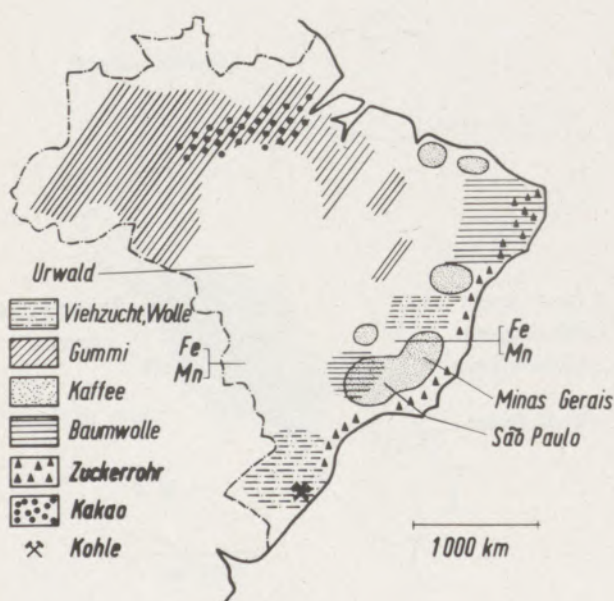 Urwald
Viehzucht, Wolle
Gummi
Kaffee
Baumwolle
Zuckerrohr
Kakao
Kohle
Fe
Mn
Fe
Mn
Minas Gerais
São Paulo
1000 km